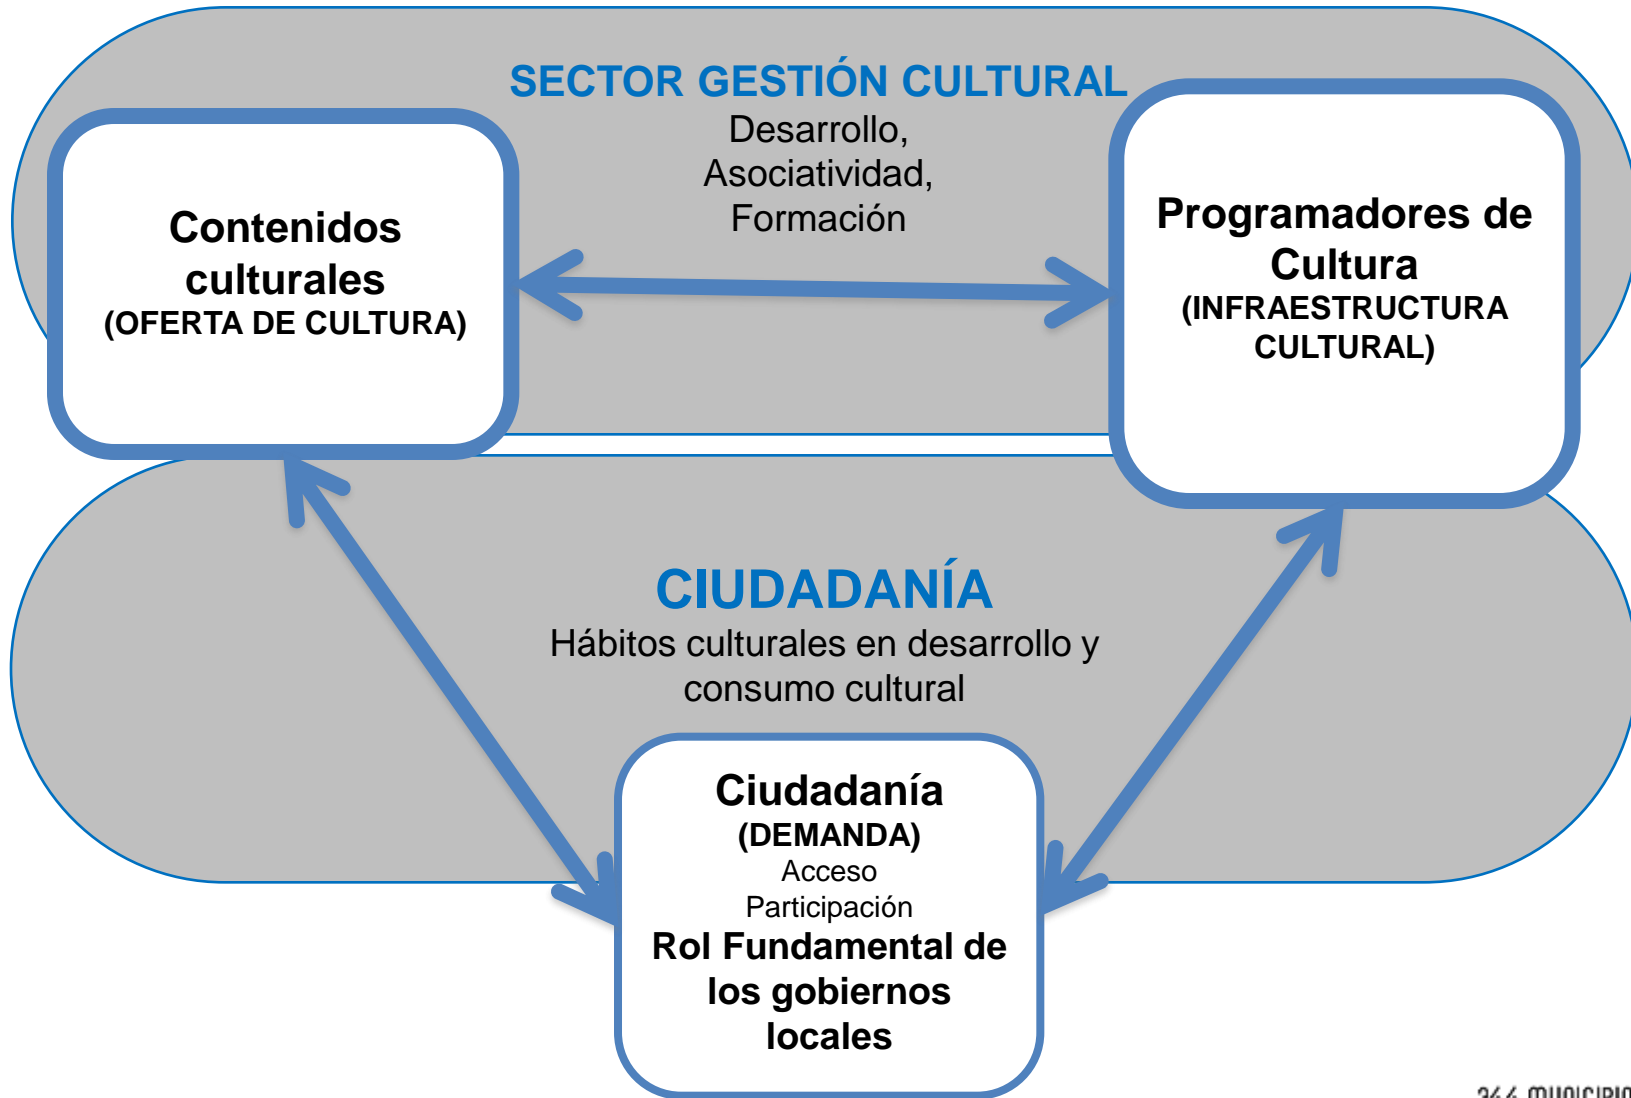 SECTOR GESTIÓN CULTURAL
Desarrollo,
Asociatividad,
Formación
Contenidos
culturales
(OFERTA DE CULTURA)
Programadores de
Cultura
(INFRAESTRUCTURA
CULTURAL)
CIUDADANÍA
Hábitos culturales en desarrollo y
consumo cultural
Ciudadanía
(DEMANDA)
Acceso
Participación
Rol Fundamental de
los gobiernos
locales